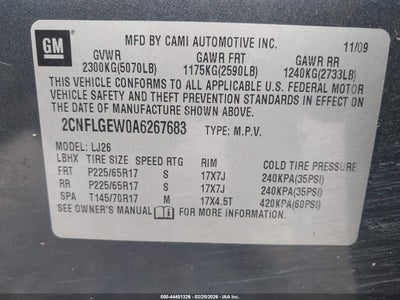 GM
MFD BY CAMI AUTOMOTIVE INC. 11/09
GVWR GAWR FRT GAWR RR
2300KG(5070LB) 1175KG(2590LB) 1240KG(2733LB)
THIS VEHICLE CONFORMS TO ALL APPLICABLE U.S. FEDERAL MOTOR
VEHICLE SAFETY AND THEFT PREVENTION STANDARDS IN EFFECT ON THE
DATE OF MANUFACTURE SHOWN ABOVE.
2CNFLGEW0A6267683 TYPE: M.P.V.
MODEL: LJ26
LBHX TIRE SIZE SPEED RTG RIM COLD TIRE PRESSURE
FRT P225/65R17 S 17X7J 240KPA(35PSI)
RR P225/65R17 S 17X7J 240KPA(35PSI)
SPA T145/70R17 M 17X4.5T 420KPA(60PSI)
SEE OWNER'S MANUAL FOR MORE INFORMATION.
000-44401326 - 02/20/2026 - IAA Holdings, LLC